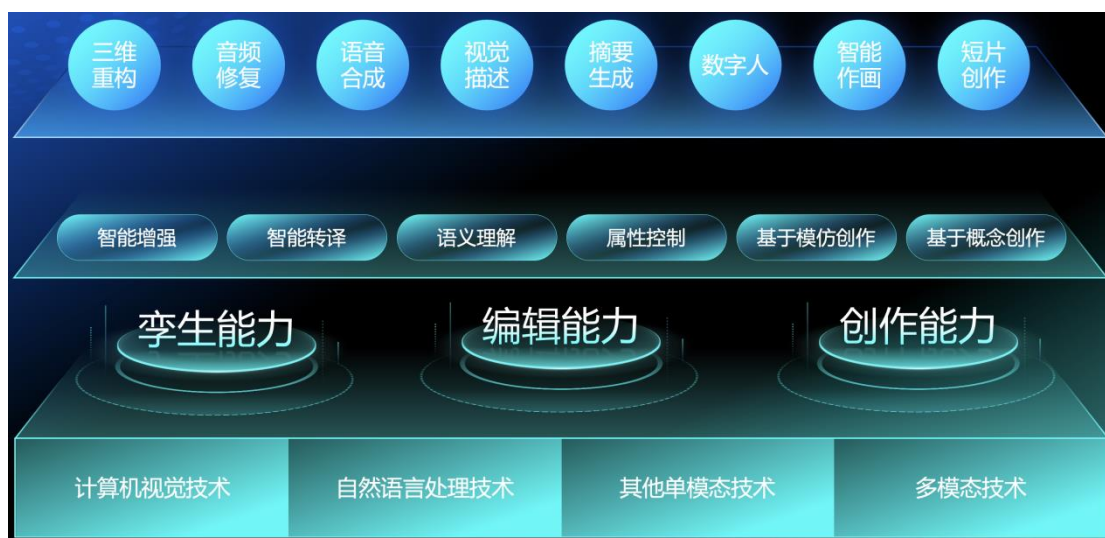 三维
重构
音频
修复
语音
合成
视觉
描述
摘要
生成
数字人
智能
作画
短片
创作
智能增强
智能转译
语义理解
属性控制
基于模仿创作
基于概念创作
孪生能力
编辑能力
创作能力
计算机视觉技术
自然语言处理技术
其他单模态技术
多模态技术